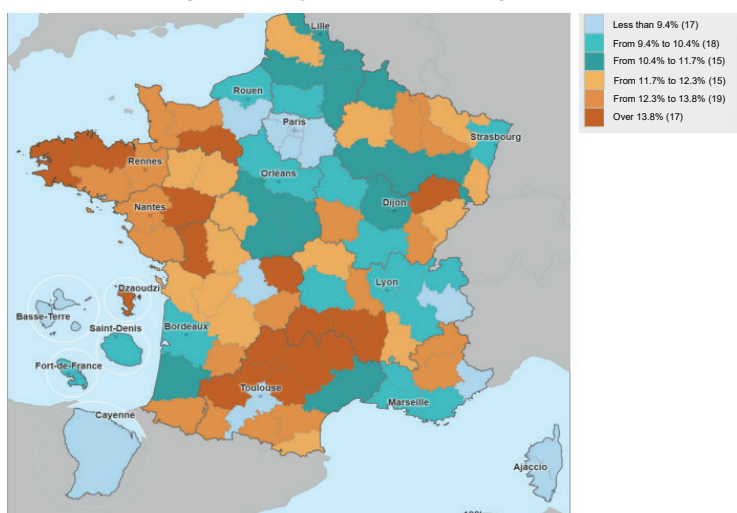 Lille
Less than 9.4% (17)
From 9.4% to 10.4% (18)
From 10.4% to 11.7% (15)
From 11.7% to 12.3% (15)
From 12.3% to 13.8% (19)
Over 13.8% (17)
Rouen
Paris
Strasbourg
Rennes
Orléans
Nantes
Dijon
Lyon
Dzaoudzi
Basse-Terre
Saint-Denis
Bordeaux
Fort-de-France
Toulouse
Marseille
Cayenne
Ajaccio